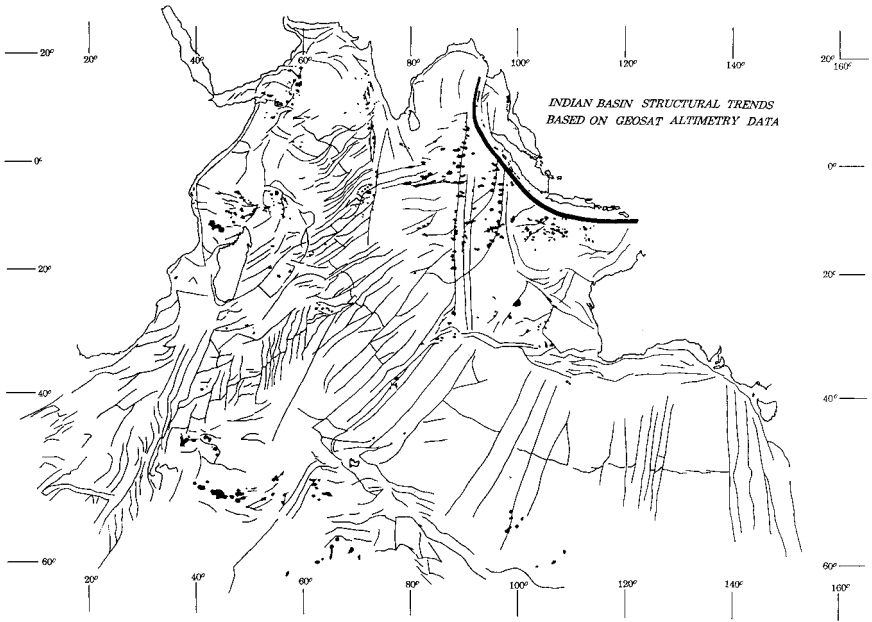 20° 40° 60° 80° 100° 120° 160°
20° 20°
INDIAN BASIN STRUCTURAL TRENDS
BASED ON GEOSAT ALTIMETRY DATA
0° 0°
20° 20°
40° 40°
60° 60°
20° 40° 60° 80° 100° 120° 140° 160°